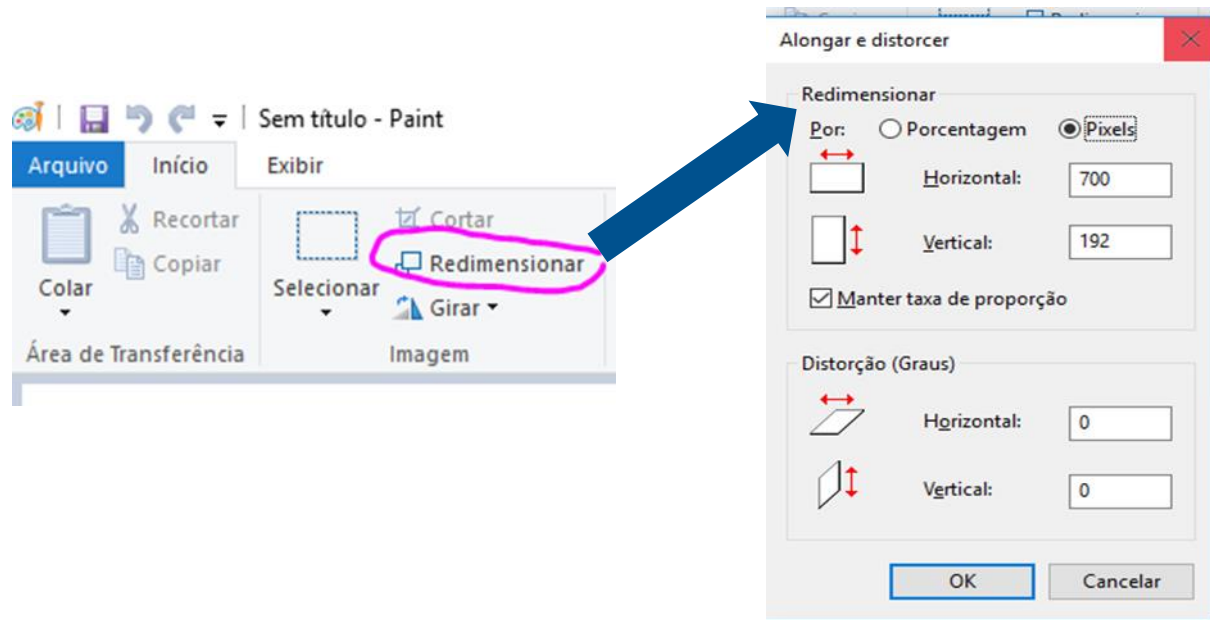 Sem título - Paint
Arquivo Início Exibir
Colar
Recortar
Copiar
Área de Transferência
Selecionar
Cortar
Redimensionar
Girar
Imagem
Alongar e distorcer
Redimensionar
Por: Porcentagem Pixels
Horizontal: 700
Vertical: 192
Manter taxa de proporção
Distorção (Graus)
Horizontal: 0
Vertical: 0
OK Cancelar